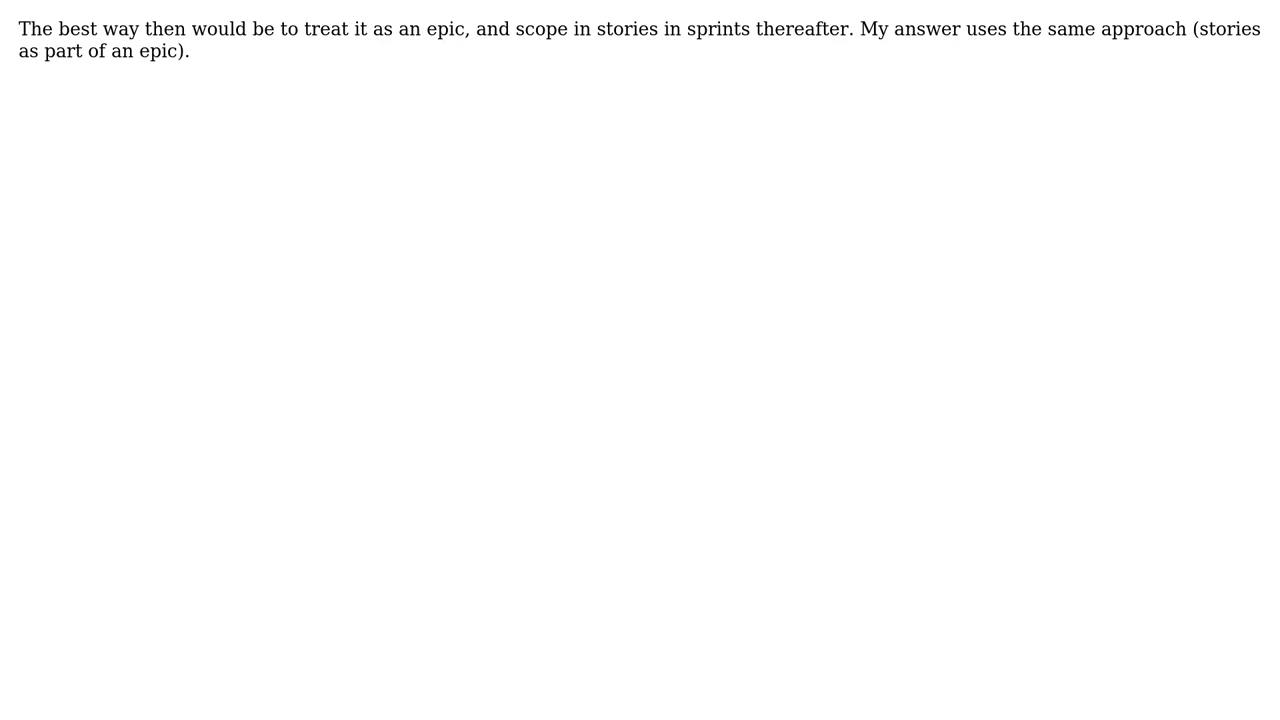 The best way then would be to treat it as an epic, and scope in stories in sprints thereafter. My answer uses the same approach (stories
as part of an epic).